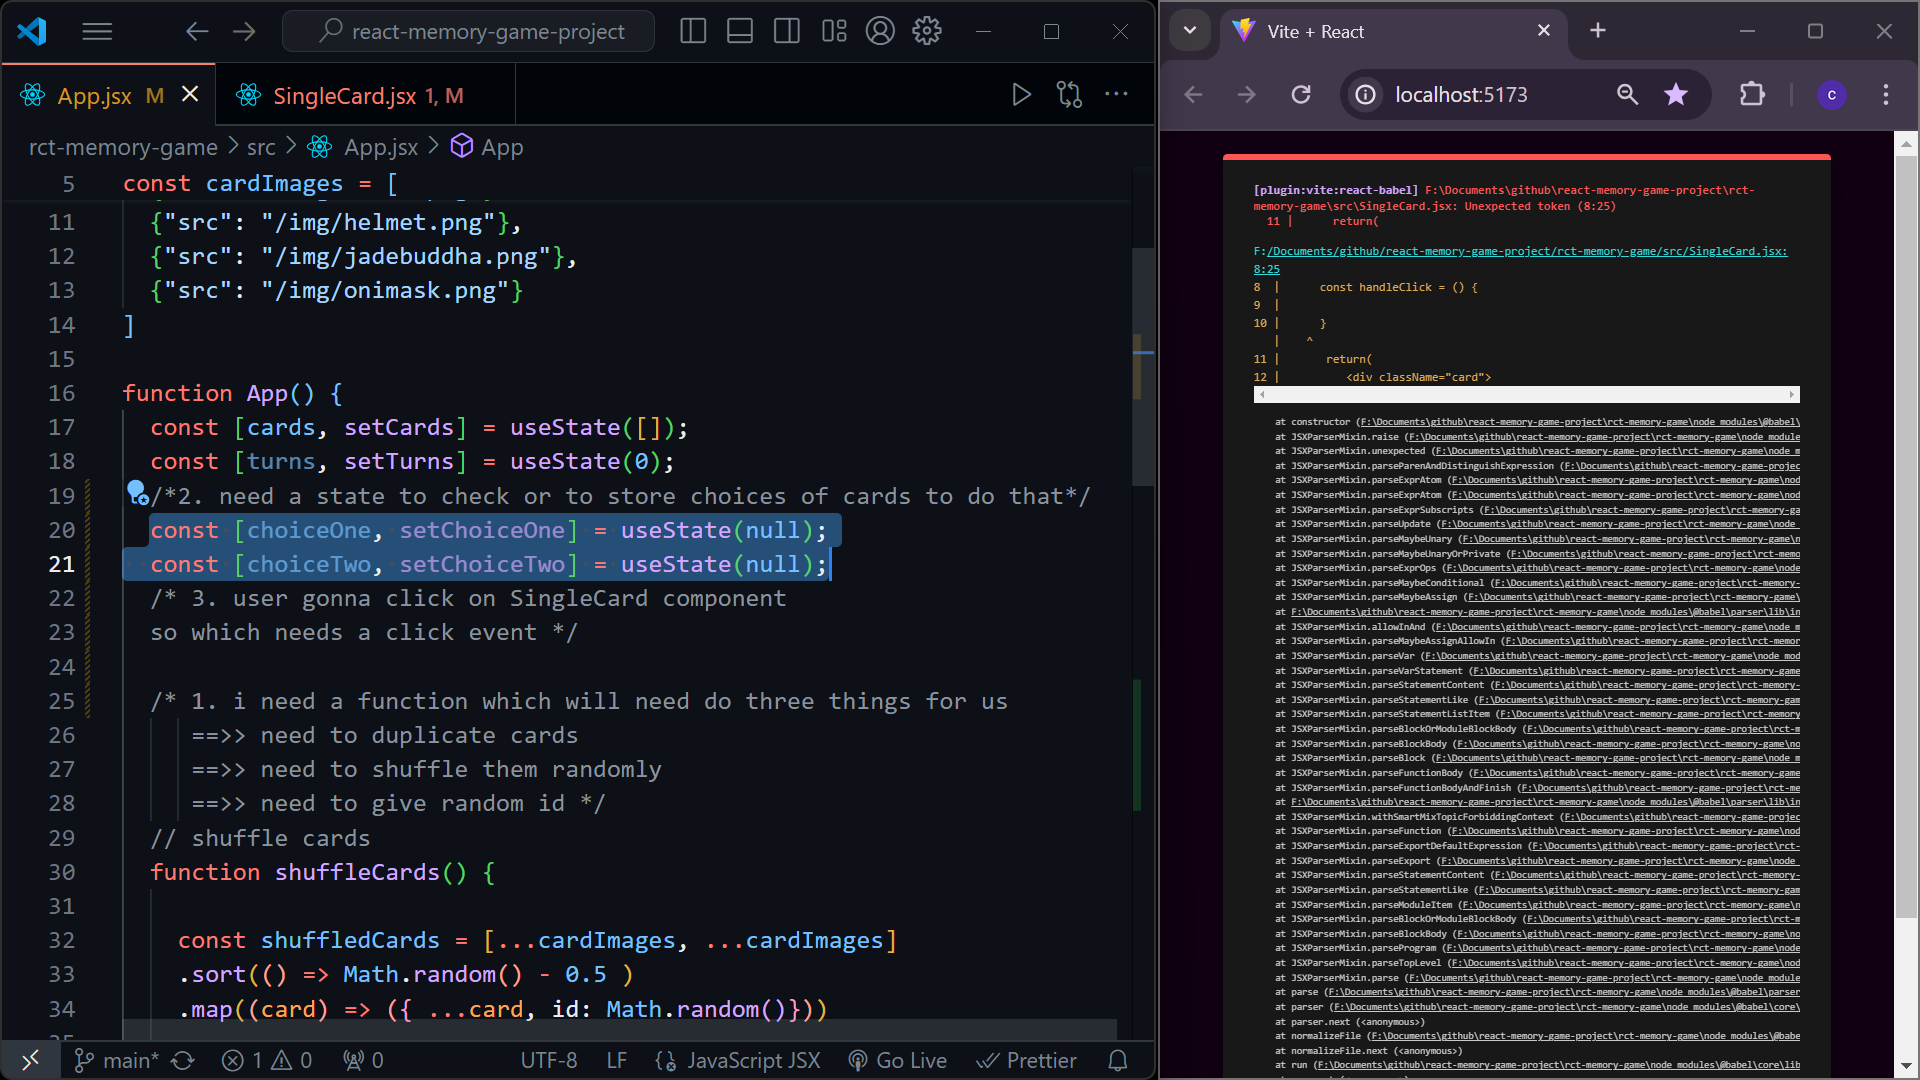 react-memory-game-project
App.jsx M
SingleCard.jsx 1, M
rct-memory-game > src > App.jsx > App
5 const cardImages = [
11 {"src": "/img/helmet.png"},
12 {"src": "/img/jadebuddha.png"},
13 {"src": "/img/onimask.png"}
14 ]
15
16 function App() {
17 const [cards, setCards] = useState([]);
18 const [turns, setTurns] = useState(0);
19 /*2. need a state to check or to store choices of cards to do that*/
20 const [choiceOne, setChoiceOne] = useState(null);
21 const [choiceTwo, setChoiceTwo] = useState(null);
22 /* 3. user gonna click on SingleCard component
23 so which needs a click event */
24
25 /* 1. i need a function which will need do three things for us
26 ==>> need to duplicate cards
27 ==>> need to shuffle them randomly
28 ==>> need to give random id */
29 // shuffle cards
30 function shuffleCards() {
31
32 const shuffledCards = [...cardImages, ...cardImages]
33 .sort(() => Math.random() - 0.5 )
34 .map((card) => ({ ...card, id: Math.random()}))
main* 1 0 0 UTF-8 LF JavaScript JSX Go Live Prettier
Vite + React
localhost:5173
c
[plugin:vite:react-babel] F:\Documents\github\react-memory-game-project\rct-
memory-game\src\SingleCard.jsx: Unexpected token (8:25)
11 | return(
F:/Documents/github/react-memory-game-project/rct-memory-game/src/SingleCard.jsx:
8:25
8 | const handleClick = () {
9 |
10 | }
| ^
11 | return(
12 | <div className="card">
at constructor (F:\Documents\github\react-memory-game-project\rct-memory-game\node_modules\@babel\
at JSXParserMixin.raise (F:\Documents\github\react-memory-game-project\rct-memory-game\node_module
at JSXParserMixin.unexpected (F:\Documents\github\react-memory-game-project\rct-memory-game\node_m
at JSXParserMixin.parseParenAndDistinguishExpression (F:\Documents\github\react-memory-game-projec
at JSXParserMixin.parseExprAtom (F:\Documents\github\react-memory-game-project\rct-memory-game\nod
at JSXParserMixin.parseExprAtom (F:\Documents\github\react-memory-game-project\rct-memory-game\nod
at JSXParserMixin.parseExprSubscripts (F:\Documents\github\react-memory-game-project\rct-memory-ga
at JSXParserMixin.parseUpdate (F:\Documents\github\react-memory-game-project\rct-memory-game\node_
at JSXParserMixin.parseMaybeUnary (F:\Documents\github\react-memory-game-project\rct-memory-game\n
at JSXParserMixin.parseMaybeUnaryOrPrivate (F:\Documents\github\react-memory-game-project\rct-memo
at JSXParserMixin.parseExprOps (F:\Documents\github\react-memory-game-project\rct-memory-game\node
at JSXParserMixin.parseMaybeConditional (F:\Documents\github\react-memory-game-project\rct-memory-
at JSXParserMixin.parseMaybeAssign (F:\Documents\github\react-memory-game-project\rct-memory-game\
at F:\Documents\github\react-memory-game-project\rct-memory-game\node_modules\@babel\parser\lib\in
at JSXParserMixin.allowInAnd (F:\Documents\github\react-memory-game-project\rct-memory-game\node_m
at JSXParserMixin.parseMaybeAssignAllowIn (F:\Documents\github\react-memory-game-project\rct-memor
at JSXParserMixin.parseVar (F:\Documents\github\react-memory-game-project\rct-memory-game\node_mod
at JSXParserMixin.parseVarStatement (F:\Documents\github\react-memory-game-project\rct-memory-game
at JSXParserMixin.parseStatementContent (F:\Documents\github\react-memory-game-project\rct-memory-
at JSXParserMixin.parseStatementLike (F:\Documents\github\react-memory-game-project\rct-memory-gam
at JSXParserMixin.parseStatementListItem (F:\Documents\github\react-memory-game-project\rct-memory
at JSXParserMixin.parseBlockOrModuleBlockBody (F:\Documents\github\react-memory-game-project\rct-m
at JSXParserMixin.parseBlockBody (F:\Documents\github\react-memory-game-project\rct-memory-game\no
at JSXParserMixin.parseBlock (F:\Documents\github\react-memory-game-project\rct-memory-game\node_m
at JSXParserMixin.parseFunctionBody (F:\Documents\github\react-memory-game-project\rct-memory-game
at JSXParserMixin.parseFunctionBodyAndFinish (F:\Documents\github\react-memory-game-project\rct-me
at F:\Documents\github\react-memory-game-project\rct-memory-game\node_modules\@babel\parser\lib\in
at JSXParserMixin.withSmartMixTopicForbiddingContext (F:\Documents\github\react-memory-game-projec
at JSXParserMixin.parseFunction (F:\Documents\github\react-memory-game-project\rct-memory-game\nod
at JSXParserMixin.parseExportDefaultExpression (F:\Documents\github\react-memory-game-project\rct-
at JSXParserMixin.parseExport (F:\Documents\github\react-memory-game-project\rct-memory-game\node_
at JSXParserMixin.parseStatementContent (F:\Documents\github\react-memory-game-project\rct-memory-
at JSXParserMixin.parseStatementLike (F:\Documents\github\react-memory-game-project\rct-memory-gam
at JSXParserMixin.parseModuleItem (F:\Documents\github\react-memory-game-project\rct-memory-game\n
at JSXParserMixin.parseBlockOrModuleBlockBody (F:\Documents\github\react-memory-game-project\rct-m
at JSXParserMixin.parseBlockBody (F:\Documents\github\react-memory-game-project\rct-memory-game\no
at JSXParserMixin.parseProgram (F:\Documents\github\react-memory-game-project\rct-memory-game\node
at JSXParserMixin.parseTopLevel (F:\Documents\github\react-memory-game-project\rct-memory-game\nod
at JSXParserMixin.parse (F:\Documents\github\react-memory-game-project\rct-memory-game\node_module
at parse (F:\Documents\github\react-memory-game-project\rct-memory-game\node_modules\@babel\parser
at parser (F:\Documents\github\react-memory-game-project\rct-memory-game\node_modules\@babel\core\
at parser.next (<anonymous>)
at normalizeFile (F:\Documents\github\react-memory-game-project\rct-memory-game\node_modules\@babe
at normalizeFile.next (<anonymous>)
at run (F:\Documents\github\react-memory-game-project\rct-memory-game\node_modules\@babel\core\lib